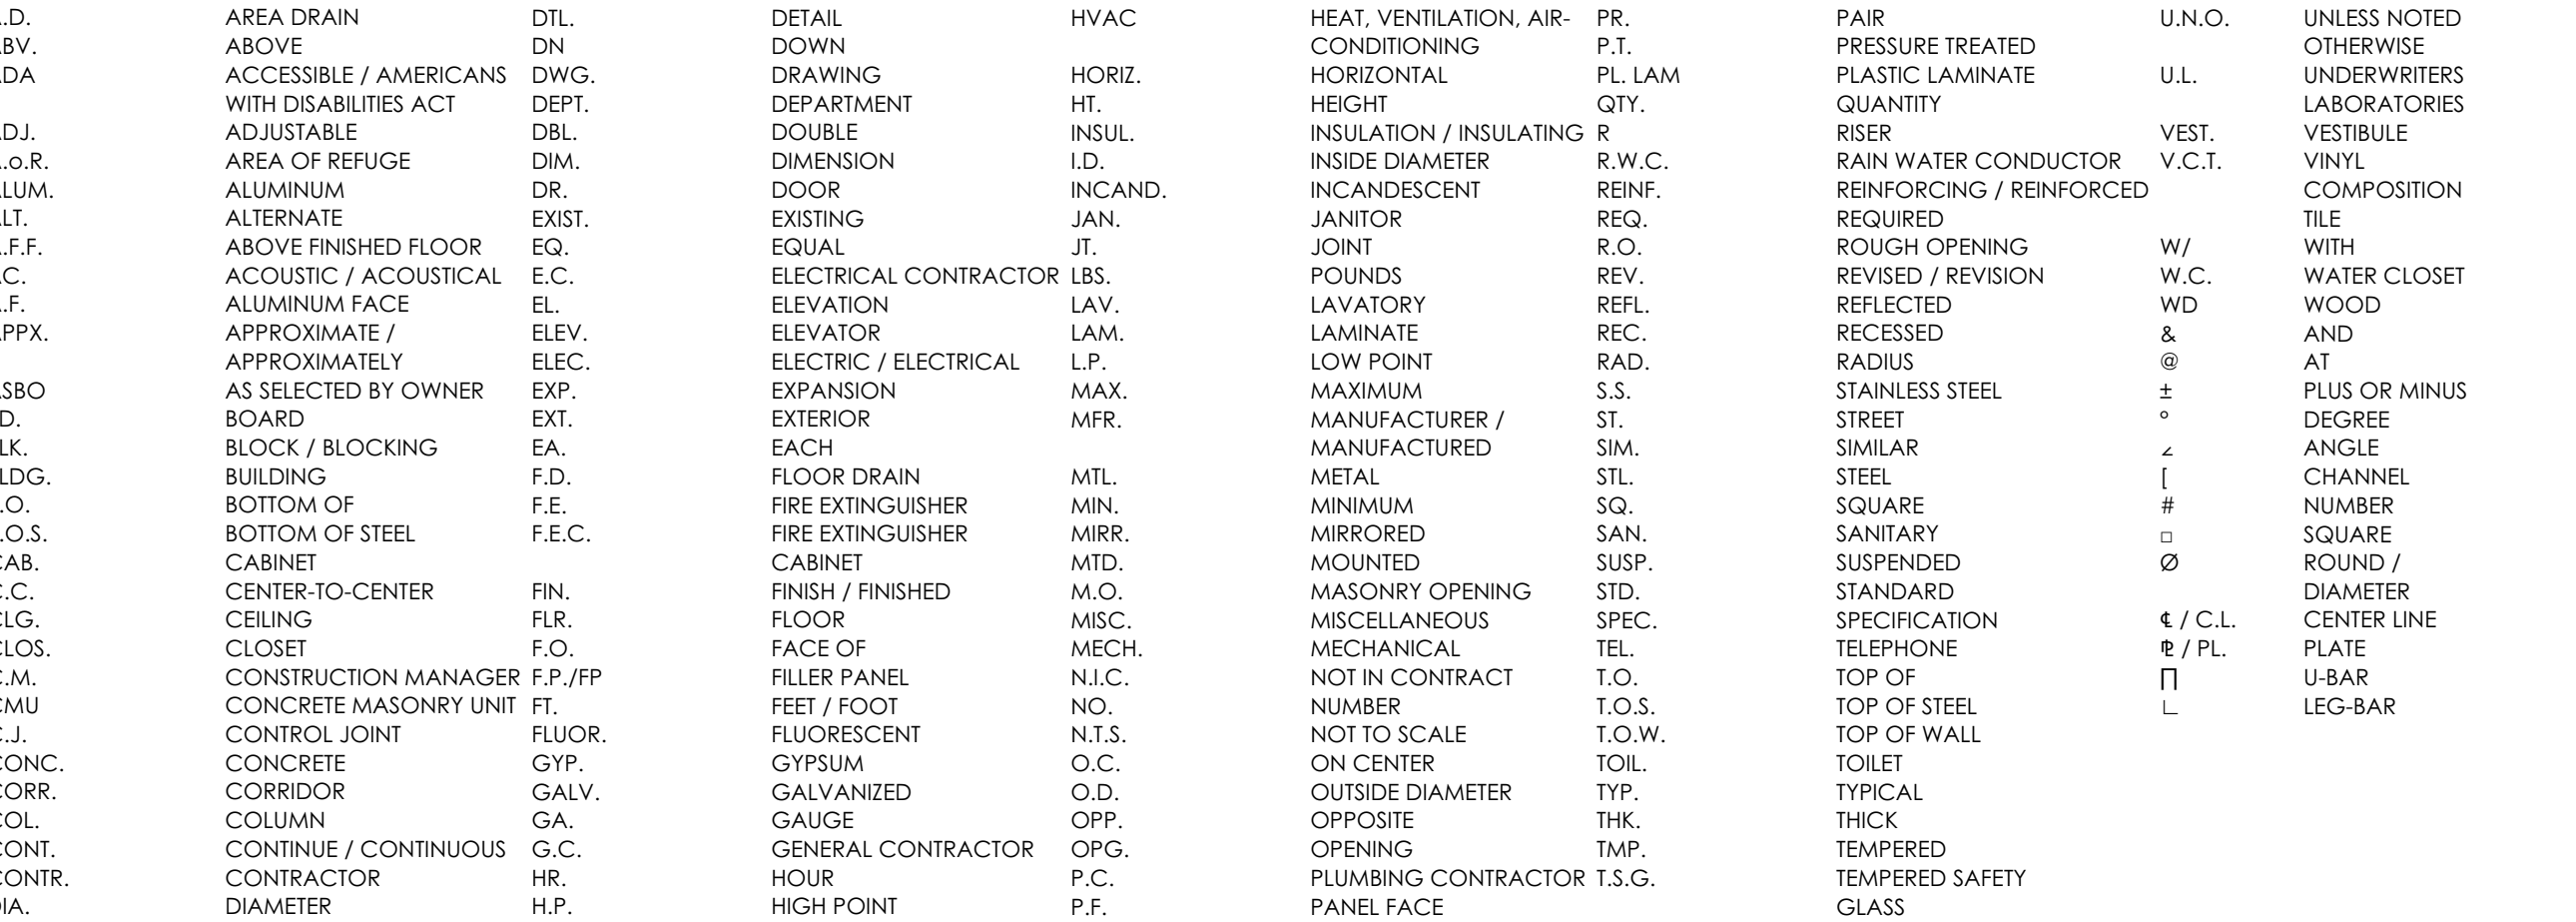 .D. AREA DRAIN
BV. ABOVE
DA ACCESSIBLE / AMERICANS
WITH DISABILITIES ACT
DJ. ADJUSTABLE
.o.R. AREA OF REFUGE
LUM. ALUMINUM
LT. ALTERNATE
.F.F. ABOVE FINISHED FLOOR
C. ACOUSTIC / ACOUSTICAL
.F. ALUMINUM FACE
PPX. APPROXIMATE /
APPROXIMATELY
SBO AS SELECTED BY OWNER
D. BOARD
LK. BLOCK / BLOCKING
LDG. BUILDING
.O. BOTTOM OF
.O.S. BOTTOM OF STEEL
CAB. CABINET
C.C. CENTER-TO-CENTER
CLG. CEILING
CLOS. CLOSET
C.M. CONSTRUCTION MANAGER
CMU CONCRETE MASONRY UNIT
C.J. CONTROL JOINT
CONC. CONCRETE
CORR. CORRIDOR
COL. COLUMN
CONT. CONTINUE / CONTINUOUS
CONTR. CONTRACTOR
IA. DIAMETER
DTL. DETAIL
DN DOWN
DWG. DRAWING
DEPT. DEPARTMENT
DBL. DOUBLE
DIM. DIMENSION
DR. DOOR
EXIST. EXISTING
EQ. EQUAL
E.C. ELECTRICAL CONTRACTOR
EL. ELEVATION
ELEV. ELEVATOR
ELEC. ELECTRIC / ELECTRICAL
EXP. EXPANSION
EXT. EXTERIOR
EA. EACH
F.D. FLOOR DRAIN
F.E. FIRE EXTINGUISHER
F.E.C. FIRE EXTINGUISHER
CABINET
FIN. FINISH / FINISHED
FLR. FLOOR
F.O. FACE OF
F.P./FP FILLER PANEL
FT. FEET / FOOT
FLUOR. FLUORESCENT
GYP. GYPSUM
GALV. GALVANIZED
GA. GAUGE
G.C. GENERAL CONTRACTOR
HR. HOUR
H.P. HIGH POINT
HVAC HEAT, VENTILATION, AIR-
CONDITIONING
HORIZ. HORIZONTAL
HT. HEIGHT
INSUL. INSULATION / INSULATING
I.D. INSIDE DIAMETER
INCAND. INCANDESCENT
JAN. JANITOR
JT. JOINT
LBS. POUNDS
LAV. LAVATORY
LAM. LAMINATE
L.P. LOW POINT
MAX. MAXIMUM
MFR. MANUFACTURER /
MANUFACTURED
MTL. METAL
MIN. MINIMUM
MIRR. MIRRORED
MTD. MOUNTED
M.O. MASONRY OPENING
MISC. MISCELLANEOUS
MECH. MECHANICAL
N.I.C. NOT IN CONTRACT
NO. NUMBER
N.T.S. NOT TO SCALE
O.C. ON CENTER
O.D. OUTSIDE DIAMETER
OPP. OPPOSITE
OPG. OPENING
P.C. PLUMBING CONTRACTOR
P.F. PANEL FACE
PR. PAIR
P.T. PRESSURE TREATED
PL. LAM PLASTIC LAMINATE
QTY. QUANTITY
R RISER
R.W.C. RAIN WATER CONDUCTOR
REINF. REINFORCING / REINFORCED
REQ. REQUIRED
R.O. ROUGH OPENING
REV. REVISED / REVISION
REFL. REFLECTED
REC. RECESSED
RAD. RADIUS
S.S. STAINLESS STEEL
ST. STREET
SIM. SIMILAR
STL. STEEL
SQ. SQUARE
SAN. SANITARY
SUSP. SUSPENDED
STD. STANDARD
SPEC. SPECIFICATION
TEL. TELEPHONE
T.O. TOP OF
T.O.S. TOP OF STEEL
T.O.W. TOP OF WALL
TOIL. TOILET
TYP. TYPICAL
THK. THICK
TMP. TEMPERED
T.S.G. TEMPERED SAFETY
GLASS
U.N.O. UNLESS NOTED
OTHERWISE
U.L. UNDERWRITERS
LABORATORIES
VEST. VESTIBULE
V.C.T. VINYL
COMPOSITION
TILE
W/ WITH
W.C. WATER CLOSET
WD WOOD
& AND
@ AT
± PLUS OR MINUS
° DEGREE
∠ ANGLE
[ CHANNEL
# NUMBER
□ SQUARE
Ø ROUND /
DIAMETER
℄ / C.L. CENTER LINE
⅊ / PL. PLATE
∏ U-BAR
∟ LEG-BAR